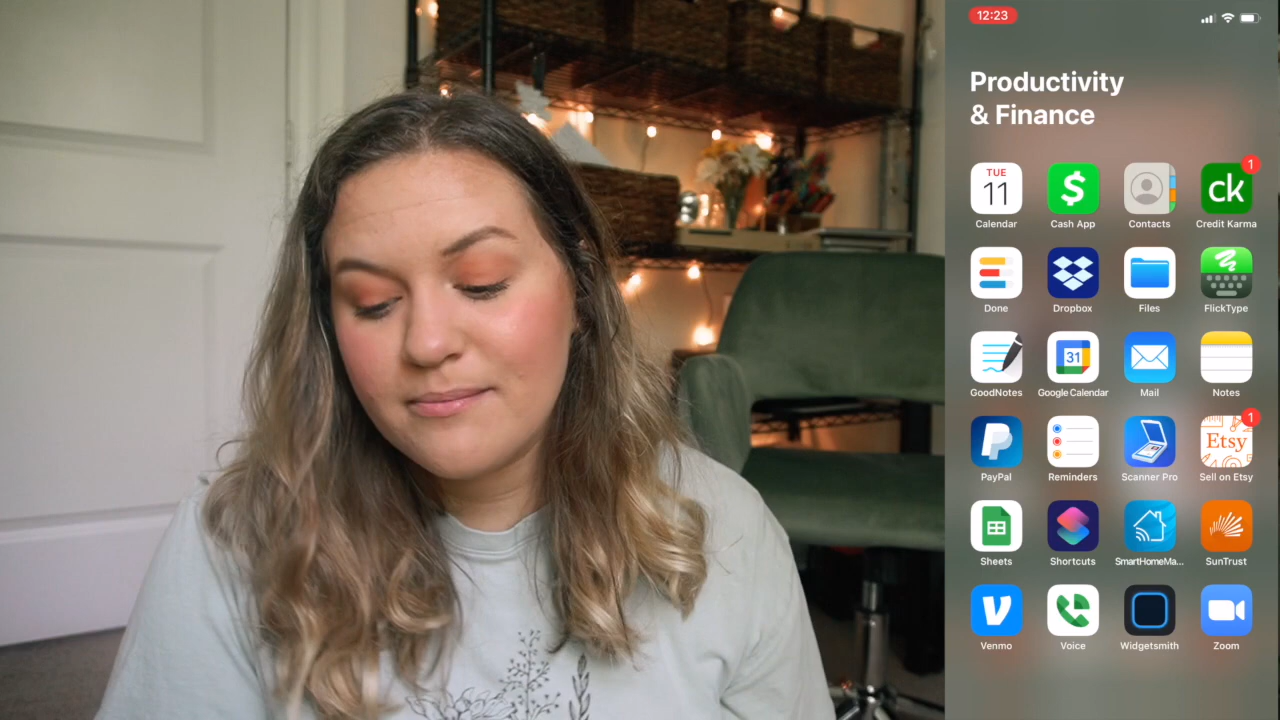 12:23
Productivity
& Finance
TUE
11
Calendar
$
Cash App
Contacts
ck
1
Credit Karma
Done
Dropbox
Files
FlickType
GoodNotes
31
Google Calendar
Mail
Notes
PayPal
Reminders
Scanner Pro
Etsy
1
Sell on Etsy
Sheets
Shortcuts
SmartHomeMa...
SunTrust
Venmo
Voice
Widgetsmith
Zoom